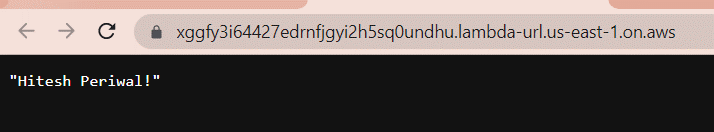 xggfy3i64427edrnfjgyi2h5sq0undhu.lambda-url.us-east-1.on.aws
"Hitesh Periwal!"